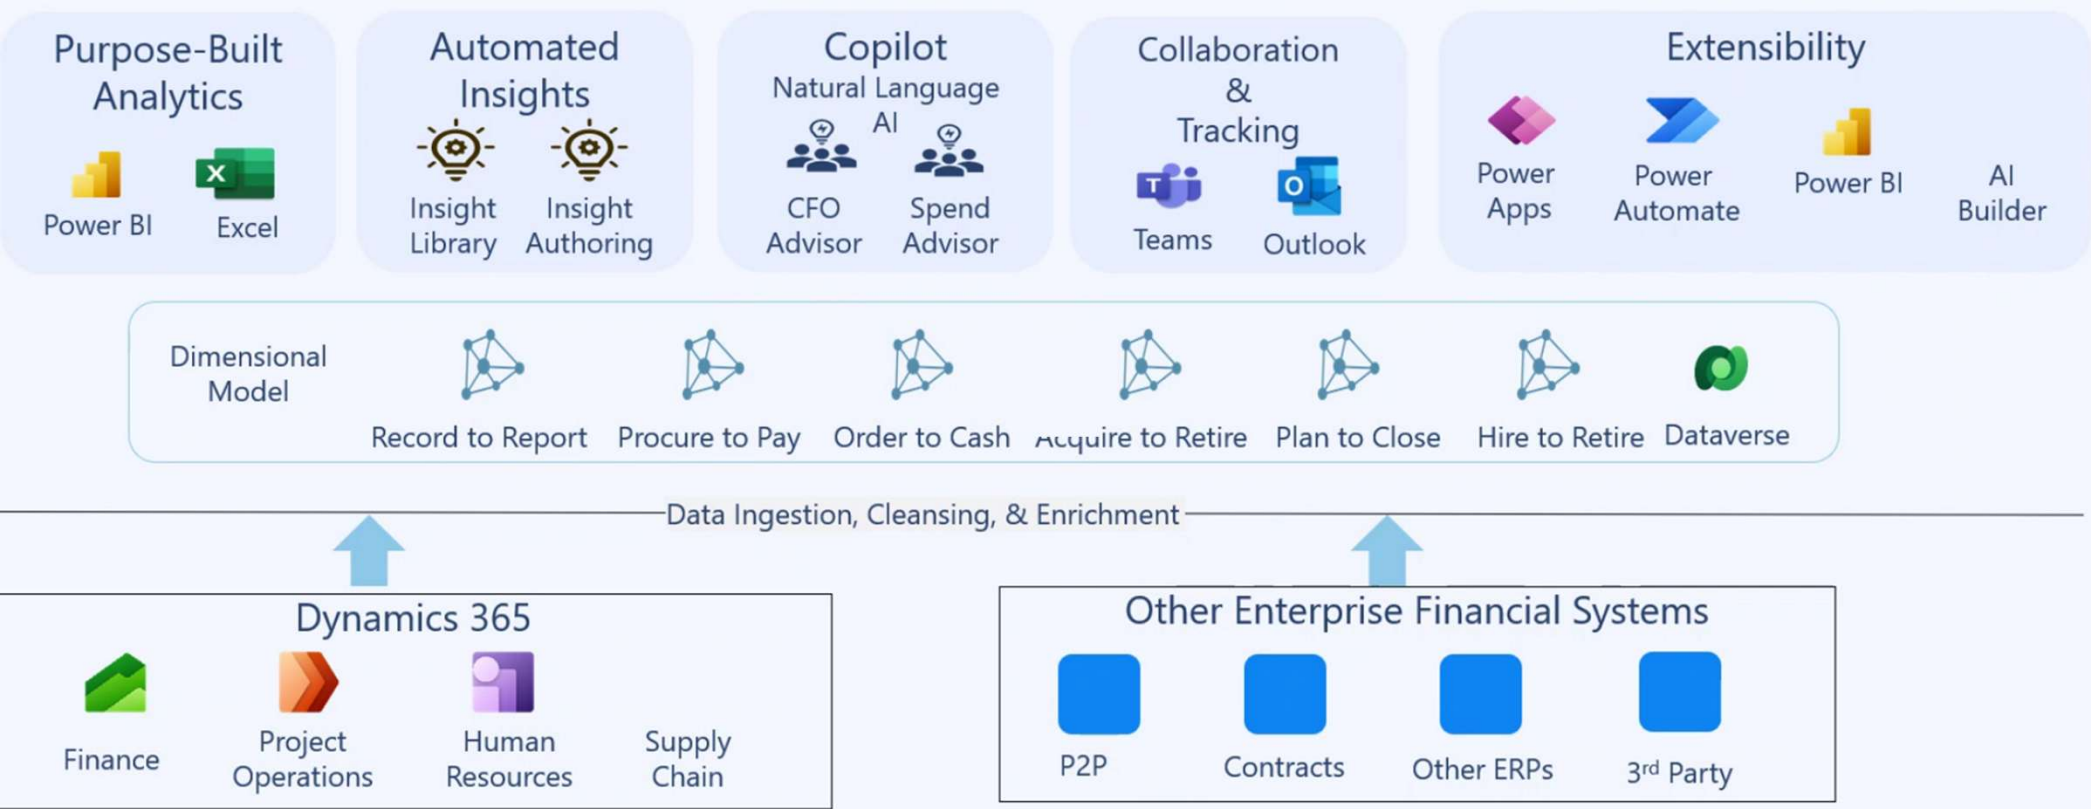 Purpose-Built
Analytics
Power BI
Excel
Automated
Insights
Insight
Library
Insight
Authoring
Copilot
Natural Language
AI
CFO
Advisor
Spend
Advisor
Collaboration
&
Tracking
T
Teams
O
Outlook
Extensibility
Power
Apps
Power
Automate
Power BI
AI
Builder
Dimensional
Model
Record to Report
Procure to Pay
Order to Cash
Acquire to Retire
Plan to Close
Hire to Retire
Dataverse
Data Ingestion, Cleansing, & Enrichment
Dynamics 365
Finance
Project
Operations
Human
Resources
Supply
Chain
Other Enterprise Financial Systems
P2P
Contracts
Other ERPs
3rd Party